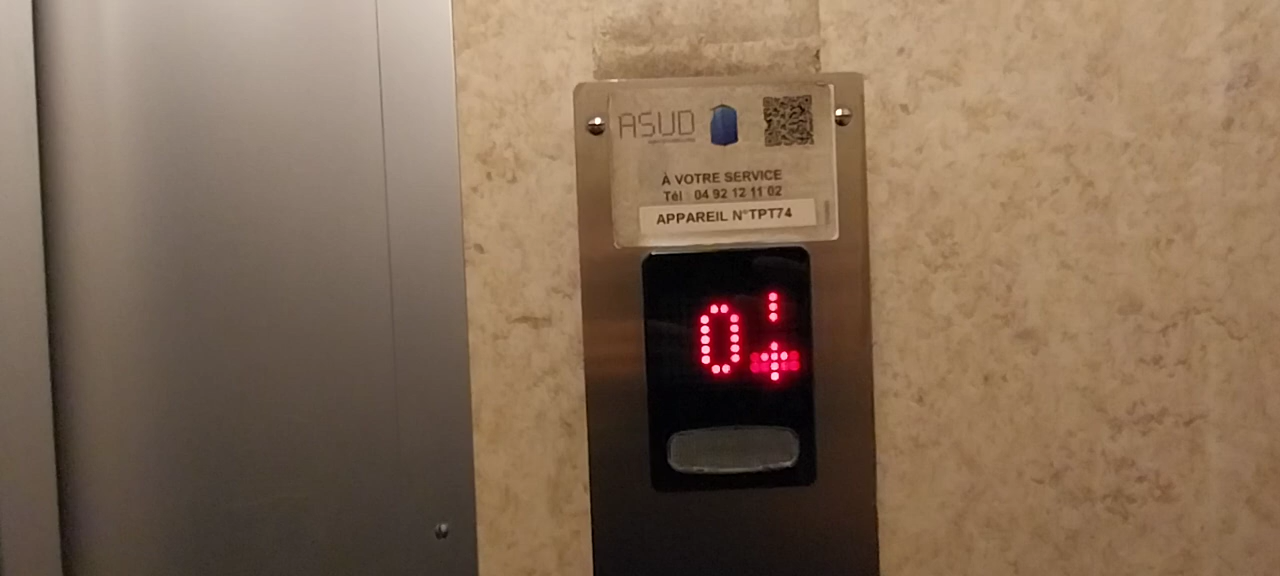 ASUD
À VOTRE SERVICE
Tél 04 92 12 11 02
APPAREIL N°TPT74
0